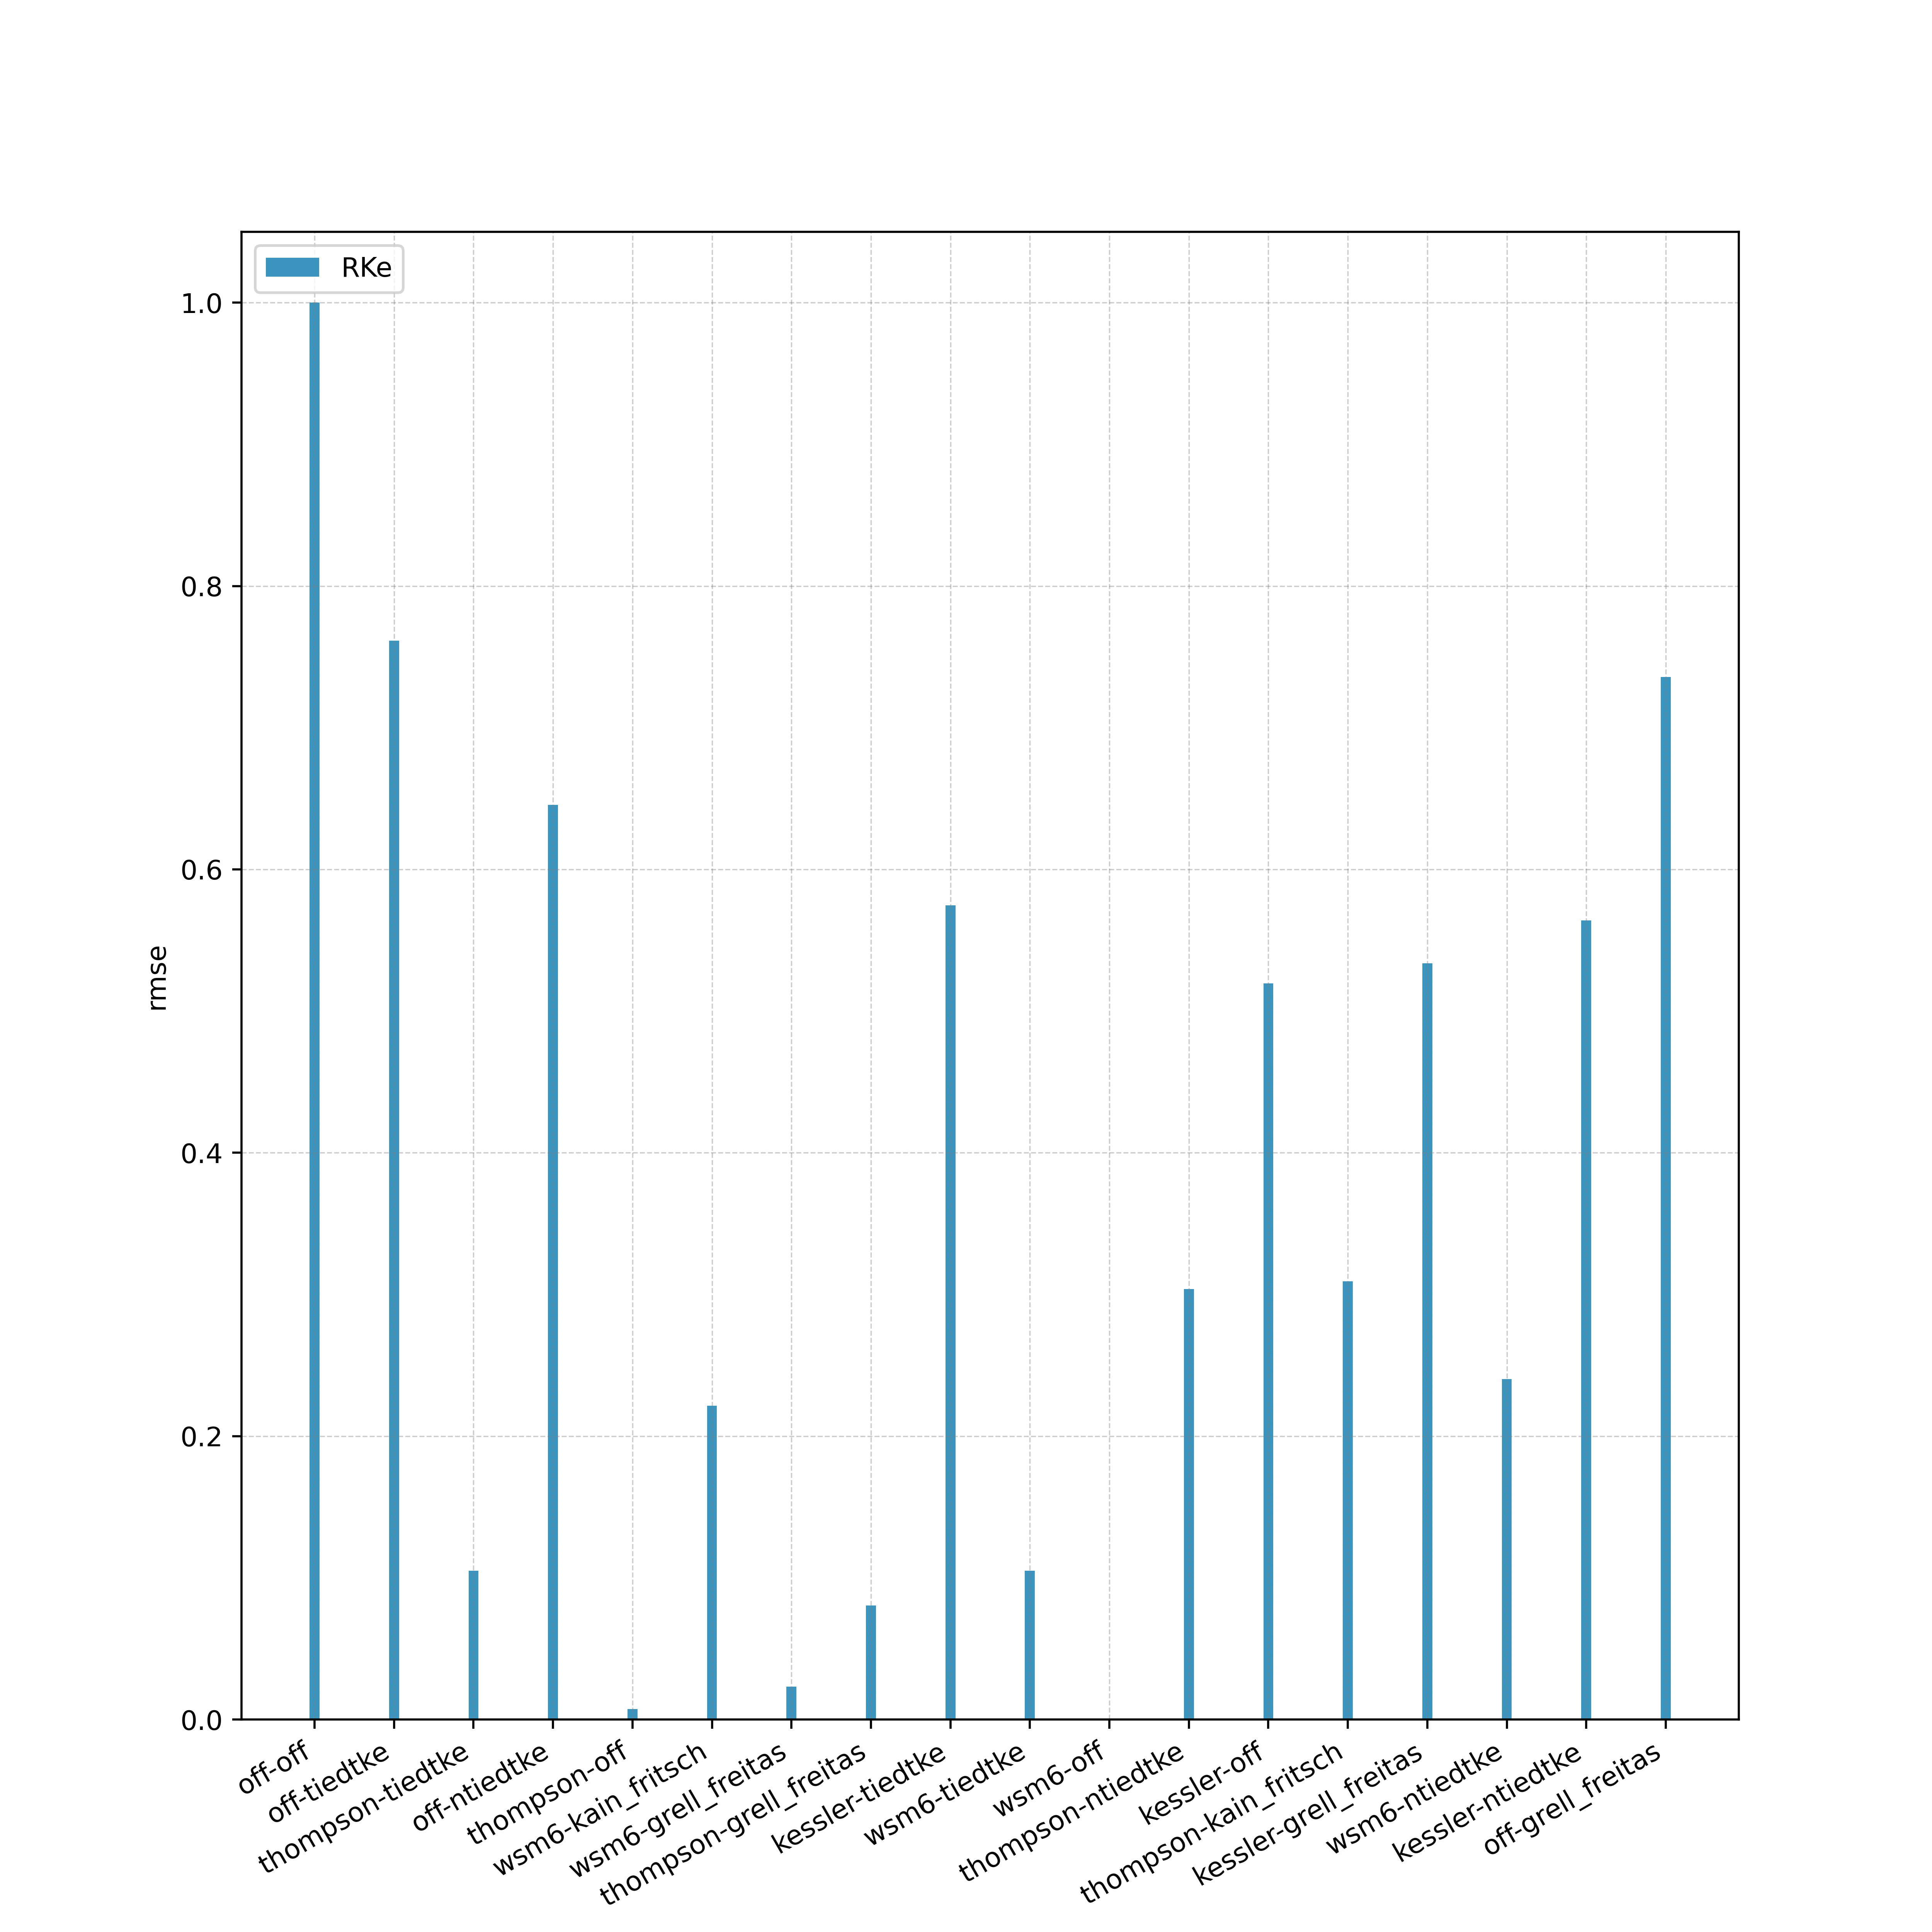 RKe
1.0
0.8
0.6
0.4
0.2
0.0
rmse
off-off
off-tiedtke
thompson-tiedtke
off-ntiedtke
thompson-off
wsm6-kain_fritsch
wsm6-grell_freitas
thompson-grell_freitas
kessler-tiedtke
wsm6-tiedtke
wsm6-off
thompson-ntiedtke
kessler-off
thompson-kain_fritsch
kessler-grell_freitas
wsm6-ntiedtke
kessler-ntiedtke
off-grell_freitas